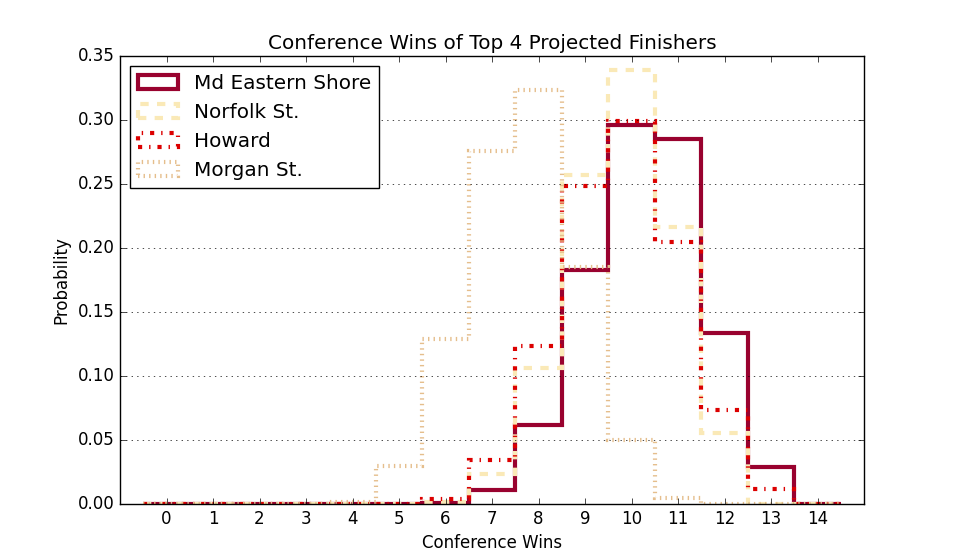 Conference Wins of Top 4 Projected Finishers
0.35
0.30
0.25
0.20
0.15
0.10
0.05
0.00
Probability
Md Eastern Shore
Norfolk St.
Howard
Morgan St.
0 1 2 3 4 5 6 7 8 9 10 11 12 13 14
Conference Wins